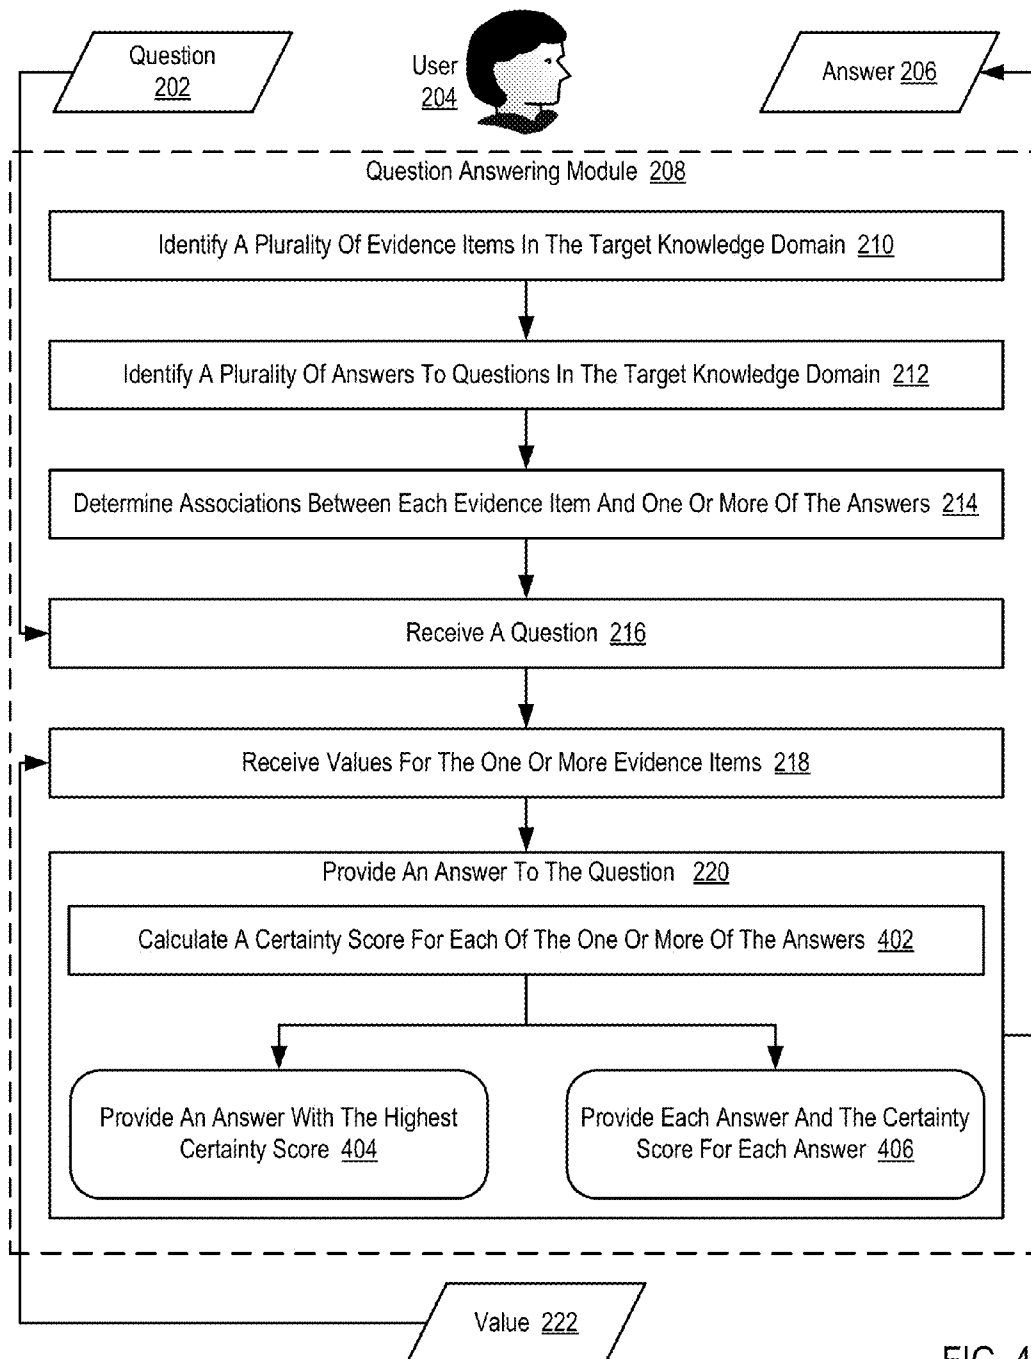 Question
202
User
204
Answer 206
Question Answering Module 208
Identify A Plurality Of Evidence Items In The Target Knowledge Domain 210
Identify A Plurality Of Answers To Questions In The Target Knowledge Domain 212
Determine Associations Between Each Evidence Item And One Or More Of The Answers 214
Receive A Question 216
Receive Values For The One Or More Evidence Items 218
Provide An Answer To The Question 220
Calculate A Certainty Score For Each Of The One Or More Of The Answers 402
Provide An Answer With The Highest
Certainty Score 404
Provide Each Answer And The Certainty
Score For Each Answer 406
Value 222
FIG. 4